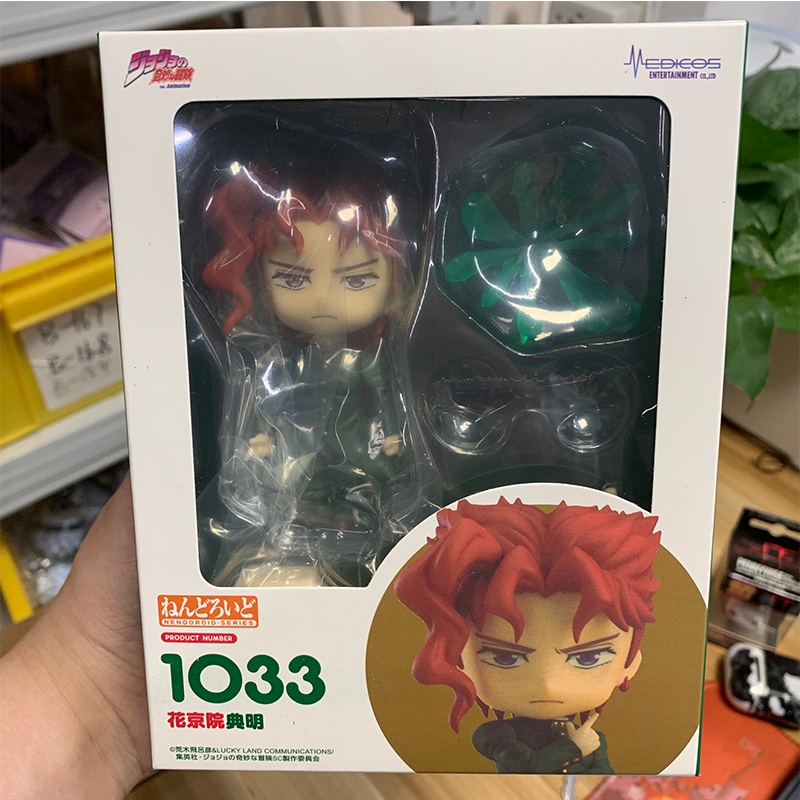 ジョジョの
奇妙な冒険
The Animation
MEDICOS
ENTERTAINMENT CO.,LTD
B-167
B-168
ねんどろいど
NENDOROID·SERIES
PRODUCT NUMBER
1033
花京院典明
©荒木飛呂彦&LUCKY LAND COMMUNICATIONS/
集英社・ジョジョの奇妙な冒険SC製作委員会